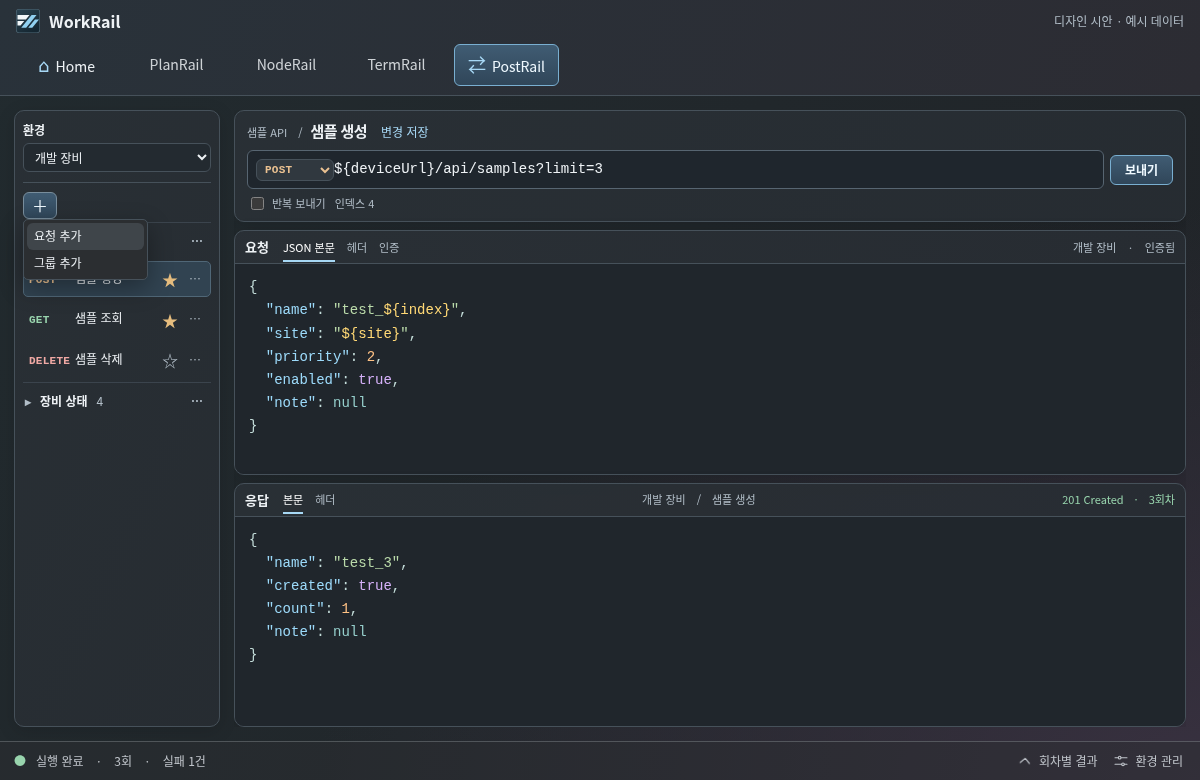 WorkRail
디자인 시안 · 예시 데이터
Home
PlanRail
NodeRail
TermRail
PostRail
환경
개발 장비
+
요청 추가
그룹 추가
...
...
GET 샘플 조회 ...
DELETE 샘플 삭제 ...
장비 상태 4 ...
샘플 API / 샘플 생성 변경 저장
POST ${deviceUrl}/api/samples?limit=3
보내기
반복 보내기 인덱스 4
요청 JSON 본문 헤더 인증
개발 장비 · 인증됨
{
"name": "test_${index}",
"site": "${site}",
"priority": 2,
"enabled": true,
"note": null
}
응답 본문 헤더
개발 장비 / 샘플 생성
201 Created · 3회차
{
"name": "test_3",
"created": true,
"count": 1,
"note": null
}
실행 완료 · 3회 · 실패 1건
회차별 결과
환경 관리